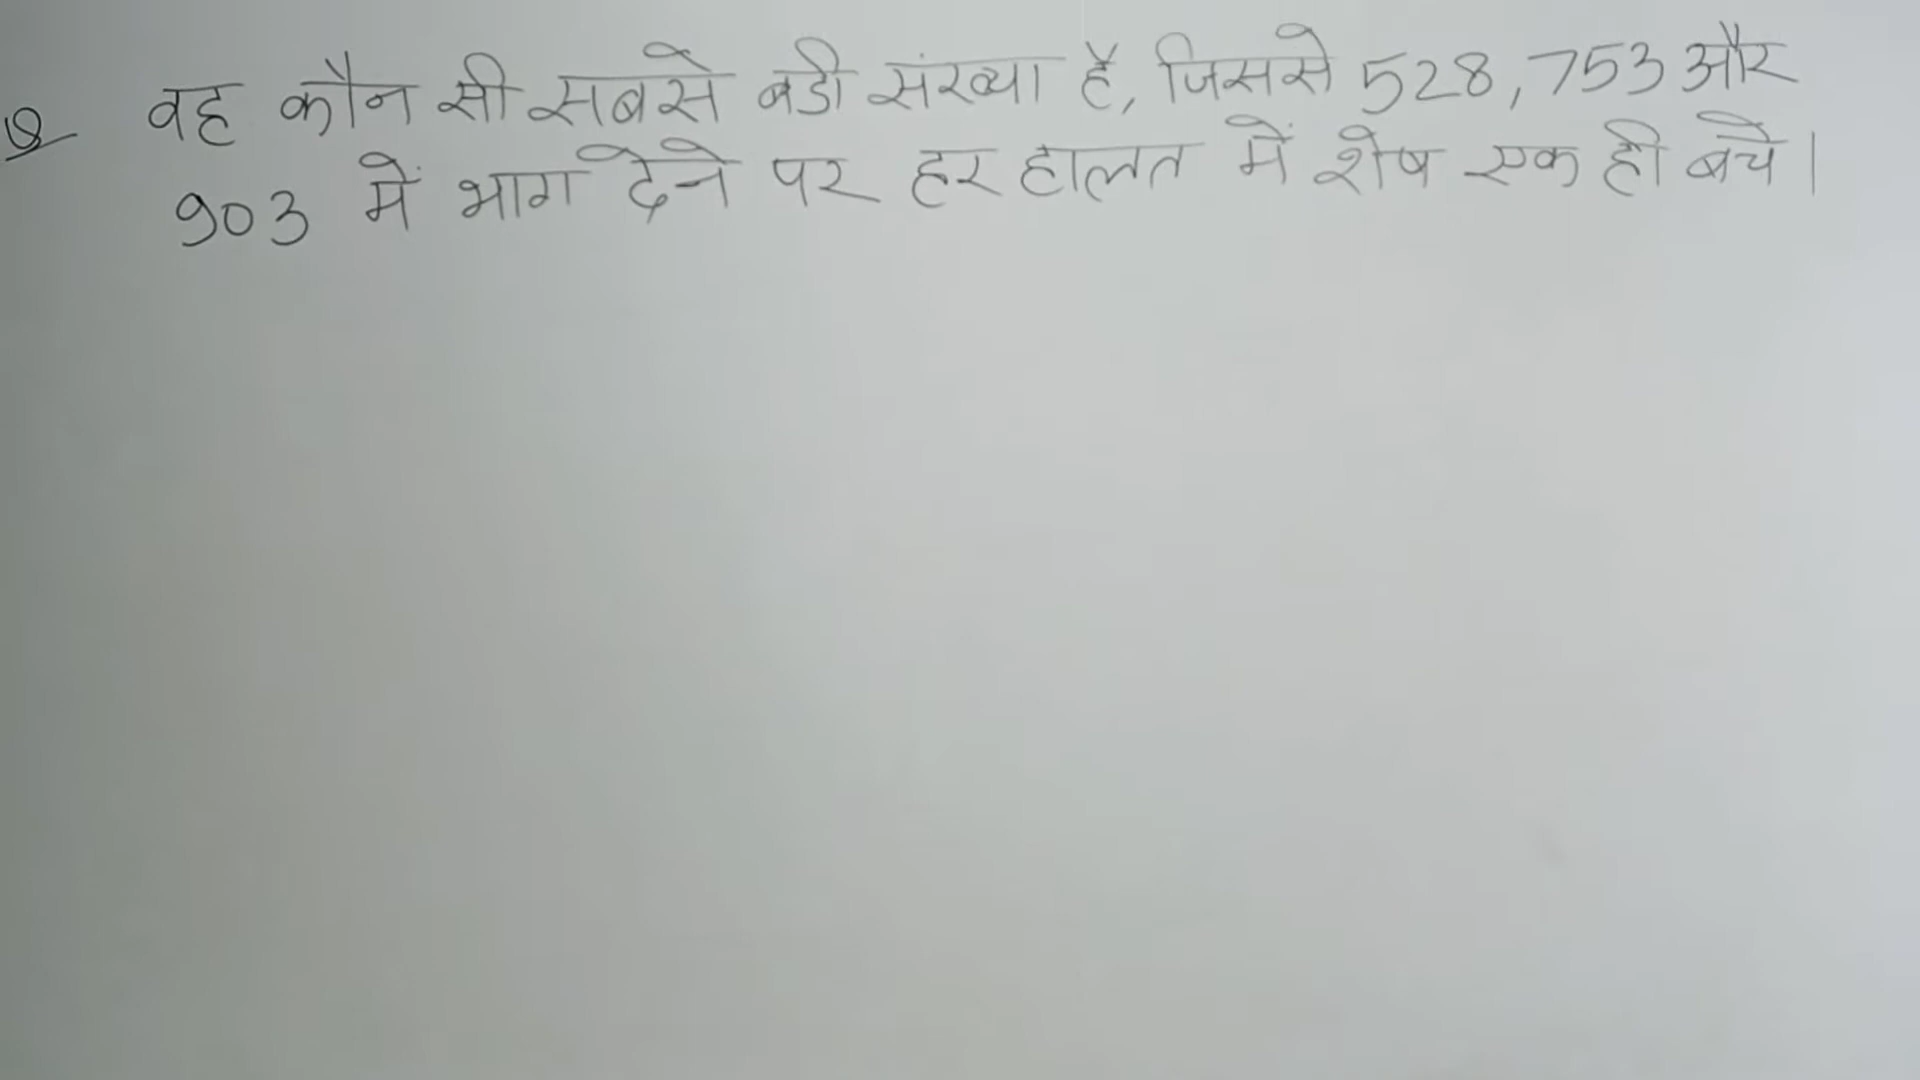 Q वह कौन सी सबसे बडी संख्या है, जिससे 528, 753 और
903 में भाग देने पर हर हालत में शेष एक ही बचे।